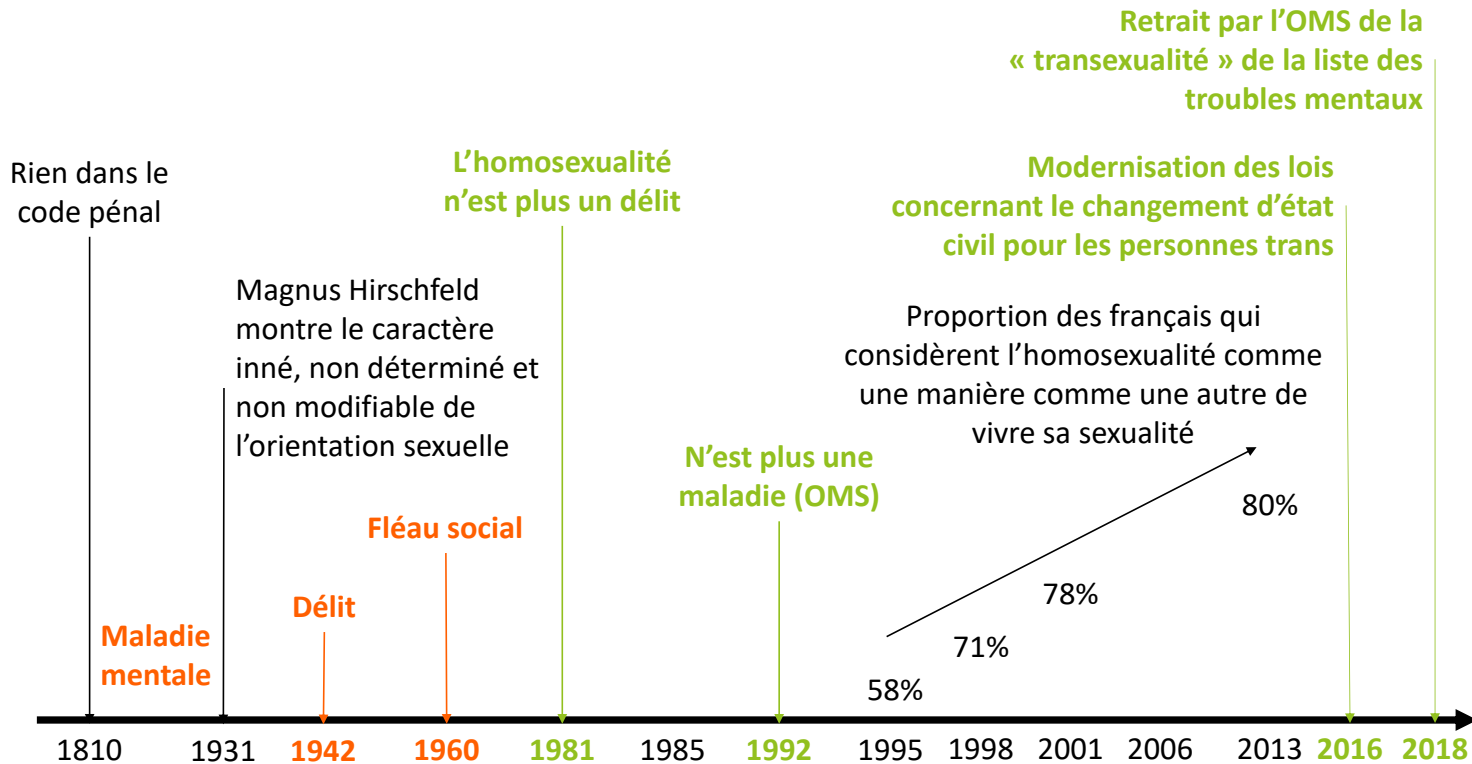 Retrait par l’OMS de la
« transexualité » de la liste des
troubles mentaux
Rien dans le
code pénal
L’homosexualité
n’est plus un délit
Modernisation des lois
concernant le changement d’état
civil pour les personnes trans
Magnus Hirschfeld
montre le caractère
inné, non déterminé et
non modifiable de
l’orientation sexuelle
Proportion des français qui
considèrent l’homosexualité comme
une manière comme une autre de
vivre sa sexualité
N’est plus une
maladie (OMS)
Fléau social
Délit
Maladie
mentale
58%
71%
78%
80%
1810 1931 1942 1960 1981 1985 1992 1995 1998 2001 2006 2013 2016 2018